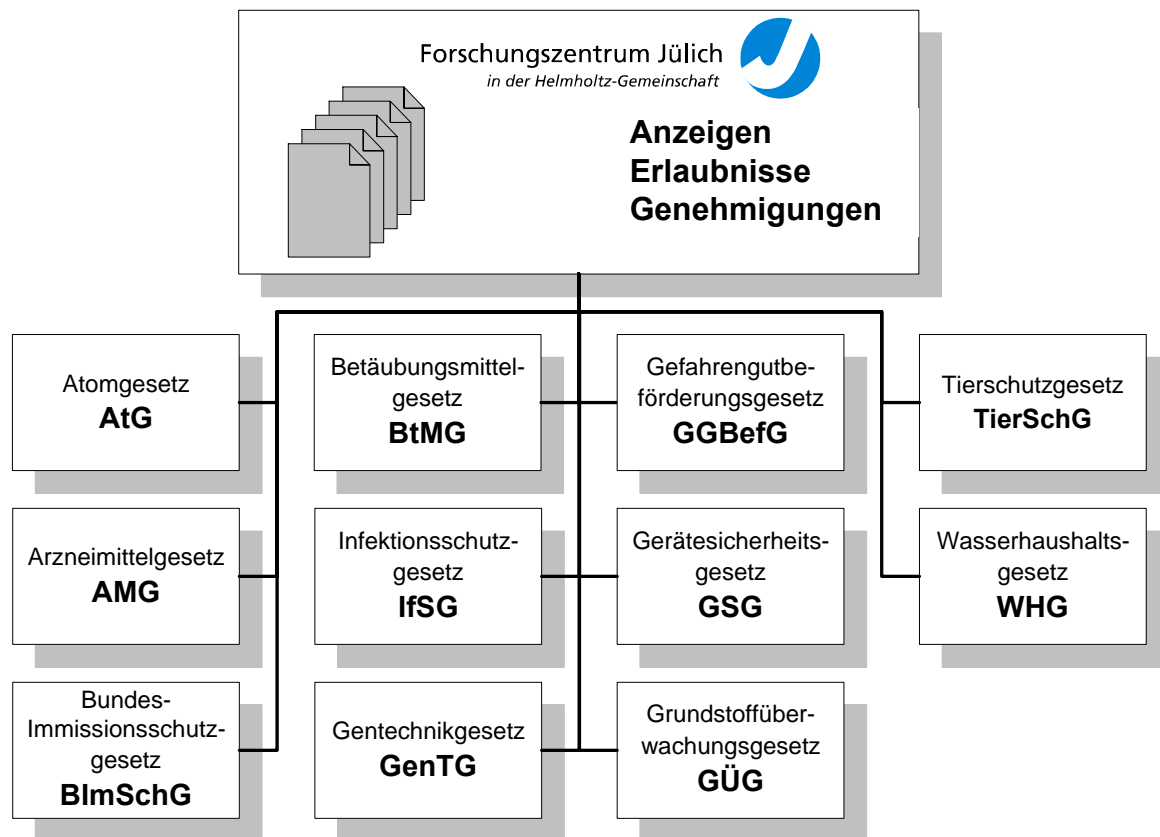 Forschungszentrum Jülich
in der Helmholtz-Gemeinschaft
Anzeigen
Erlaubnisse
Genehmigungen
Atomgesetz
AtG
Betäubungsmittel-
gesetz
BtMG
Gefahrengutbe-
förderungsgesetz
GGBefG
Tierschutzgesetz
TierSchG
Arzneimittelgesetz
AMG
Infektionsschutz-
gesetz
IfSG
Gerätesicherheits-
gesetz
GSG
Wasserhaushalts-
gesetz
WHG
Bundes-
Immissionsschutz-
gesetz
BImSchG
Gentechnikgesetz
GenTG
Grundstoffüber-
wachungsgesetz
GÜG